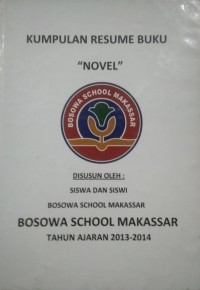 KUMPULAN RESUME BUKU
"NOVEL"
BOSOWA SCHOOL MAKASSAR
DISUSUN OLEH :
SISWA DAN SISWI
BOSOWA SCHOOL MAKASSAR
BOSOWA SCHOOL MAKASSAR
TAHUN AJARAN 2013-2014